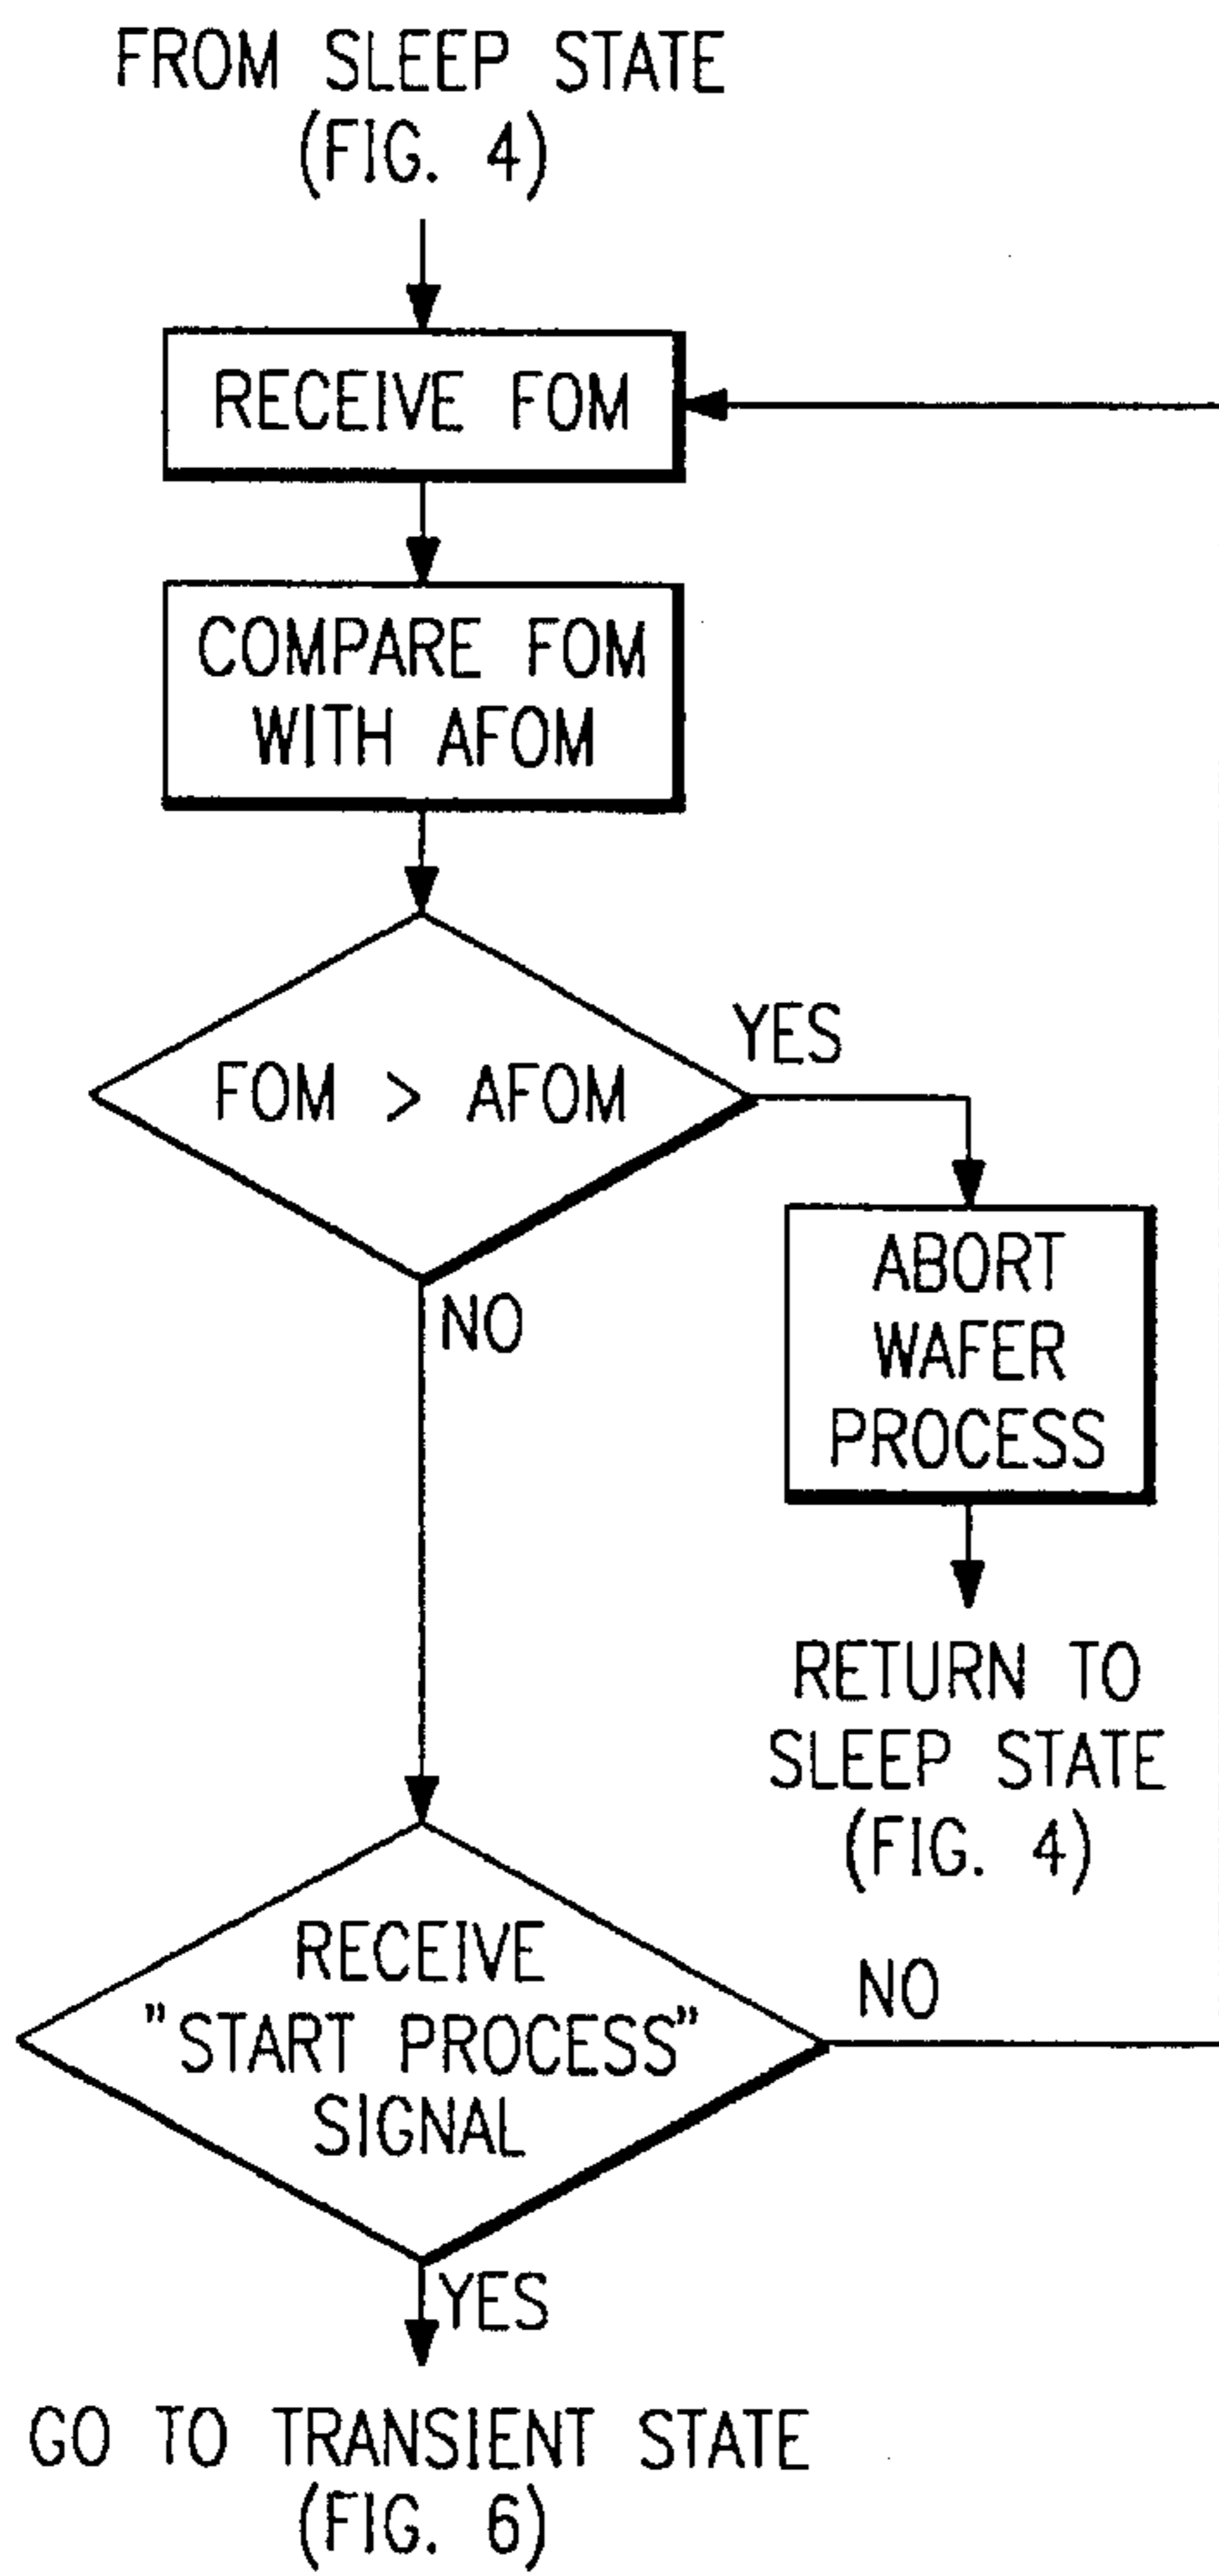 FROM SLEEP STATE
(FIG. 4)
RECEIVE FOM
COMPARE FOM
WITH AFOM
FOM > AFOM
YES
NO
ABORT
WAFER
PROCESS
RETURN TO
SLEEP STATE
(FIG. 4)
RECEIVE
"START PROCESS"
SIGNAL
NO
YES
GO TO TRANSIENT STATE
(FIG. 6)